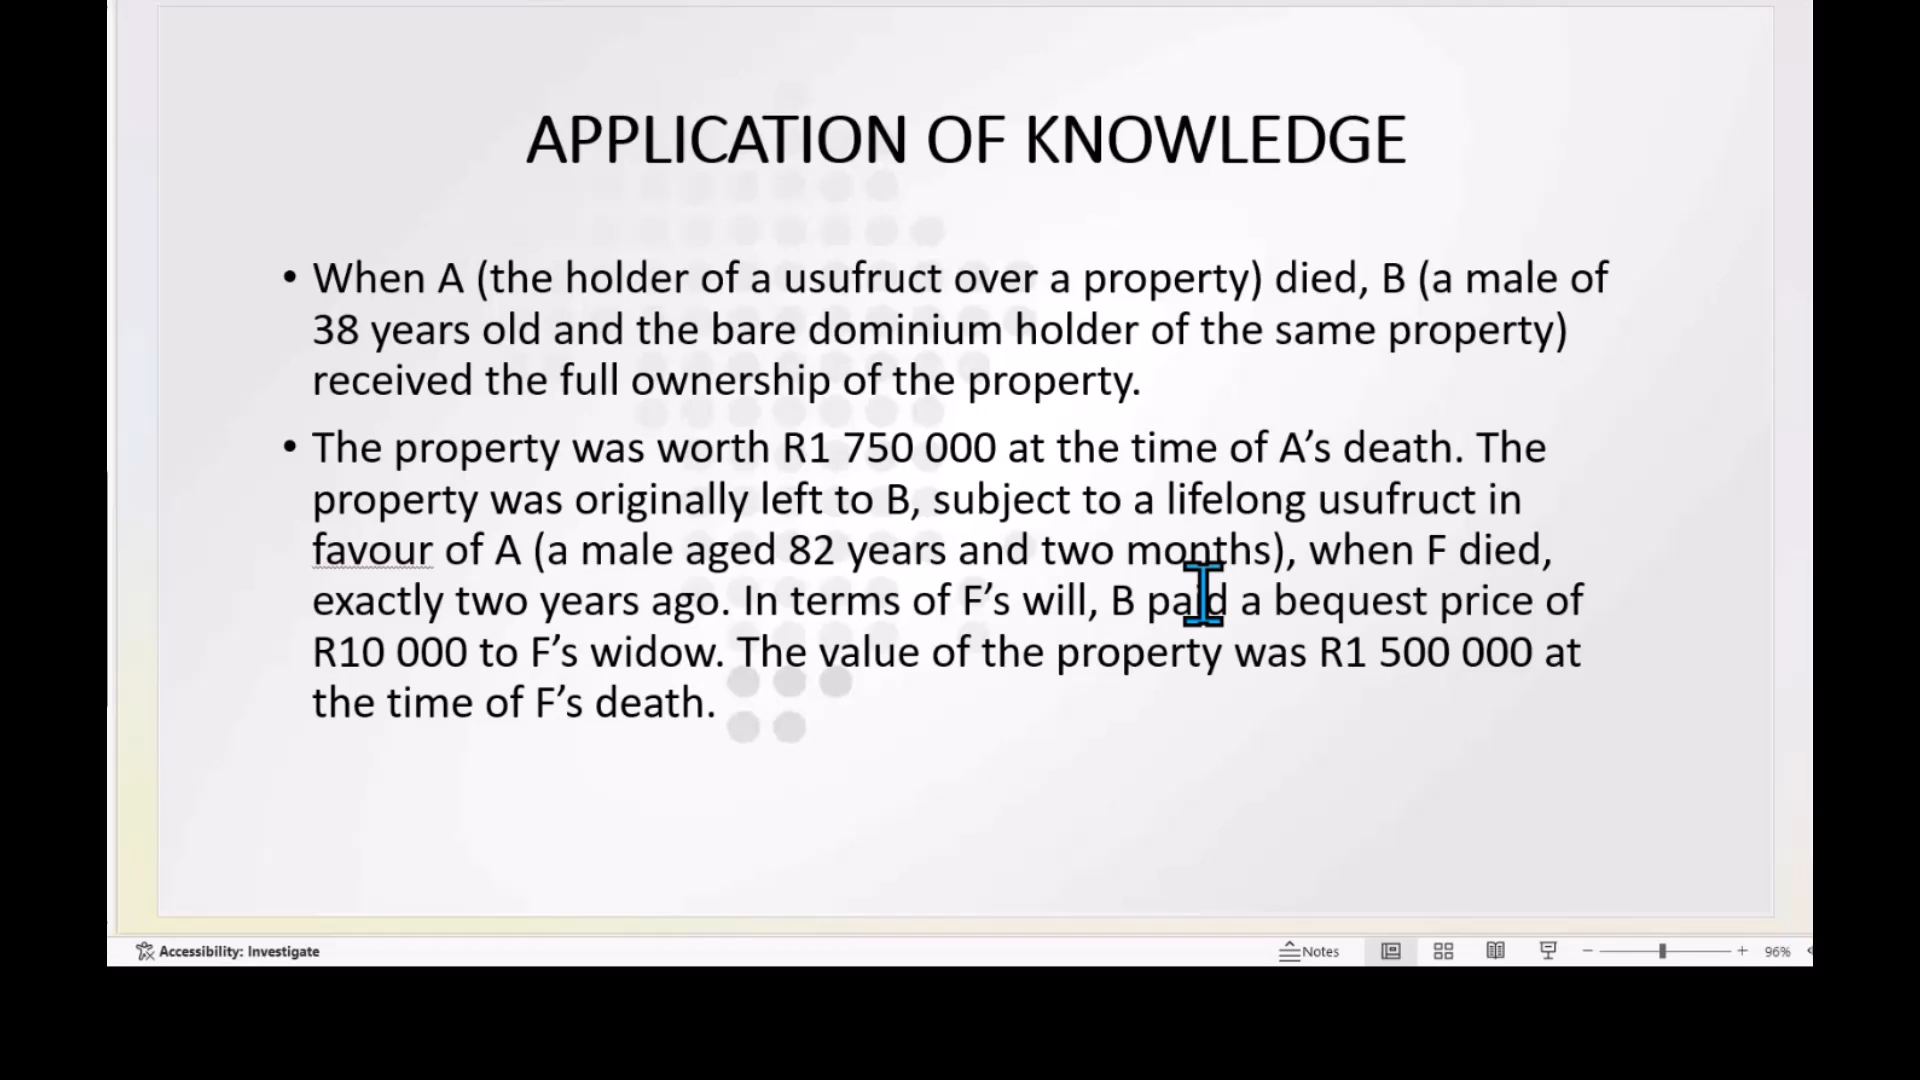 APPLICATION OF KNOWLEDGE
• When A (the holder of a usufruct over a property) died, B (a male of
38 years old and the bare dominium holder of the same property)
received the full ownership of the property.
• The property was worth R1 750 000 at the time of A’s death. The
property was originally left to B, subject to a lifelong usufruct in
favour of A (a male aged 82 years and two months), when F died,
exactly two years ago. In terms of F’s will, B paid a bequest price of
R10 000 to F’s widow. The value of the property was R1 500 000 at
the time of F’s death.
Accessibility: Investigate
Notes
96%